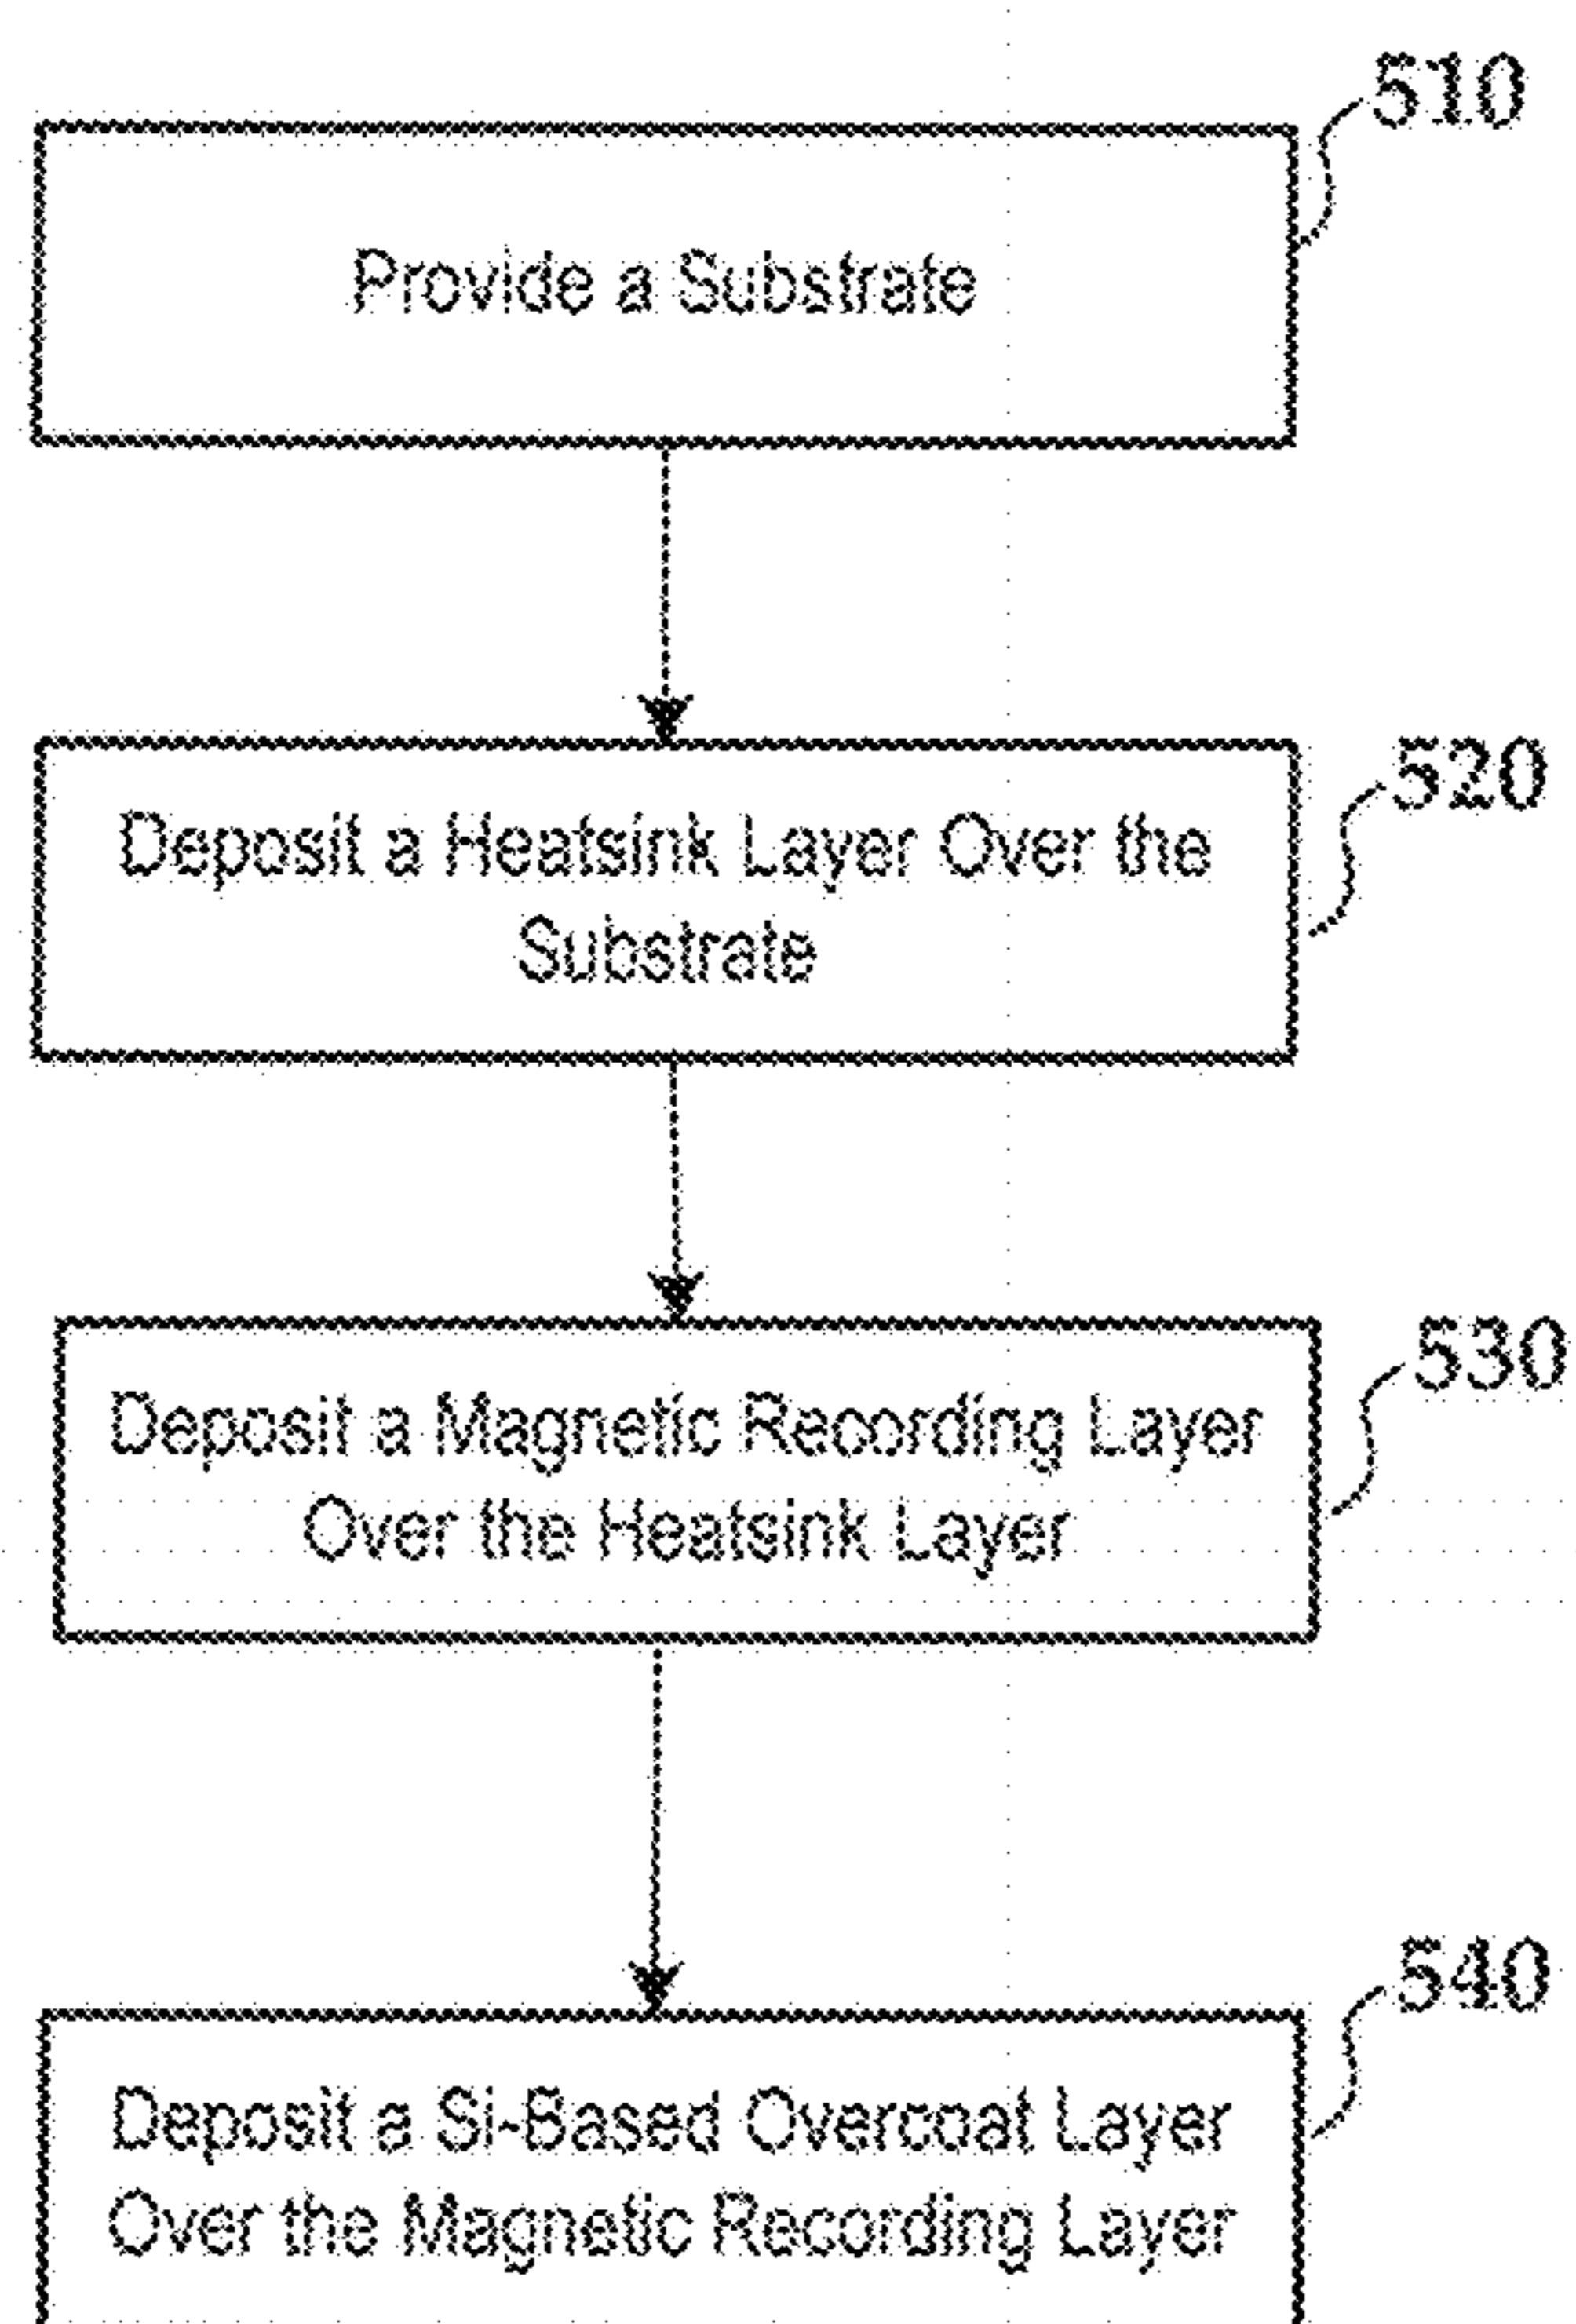 510
Provide a Substrate
520
Deposit a Heatsink Layer Over the
Substrate
530
Deposit a Magnetic Recording Layer
Over the Heatsink Layer
540
Deposit a Si-Based Overcoat Layer
Over the Magnetic Recording Layer